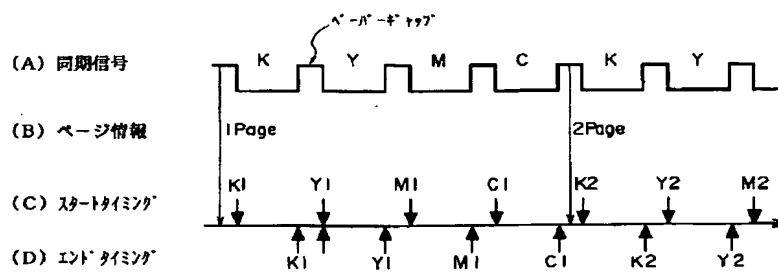 ペーパーギャップ
(A) 同期信号 K Y M C K Y
(B) ページ情報 1Page 2Page
K1 Y1 M1 C1 K2 Y2 M2
(C) スタートタイミング
(D) エンドタイミング K1 Y1 M1 C1 K2 Y2